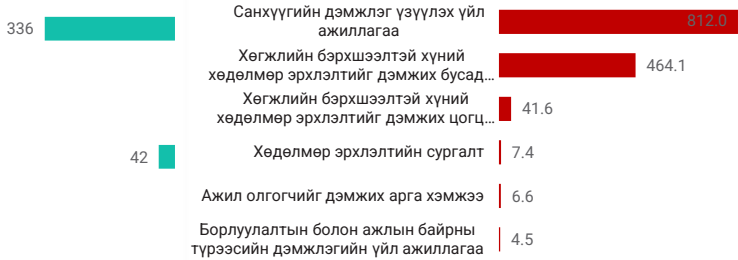 336
Санхүүгийн дэмжлэг үзүүлэх үйл
ажиллагаа
812.0
Хөгжлийн бэрхшээлтэй хүний
хөдөлмөр эрхлэлтийг дэмжих бусад…
464.1
Хөгжлийн бэрхшээлтэй хүний
хөдөлмөр эрхлэлтийг дэмжих цогц…
41.6
42
Хөдөлмөр эрхлэлтийн сургалт
7.4
Ажил олгогчийг дэмжих арга хэмжээ
6.6
Борлуулалтын болон ажлын байрны
түрээсийн дэмжлэгийн үйл ажиллагаа
4.5